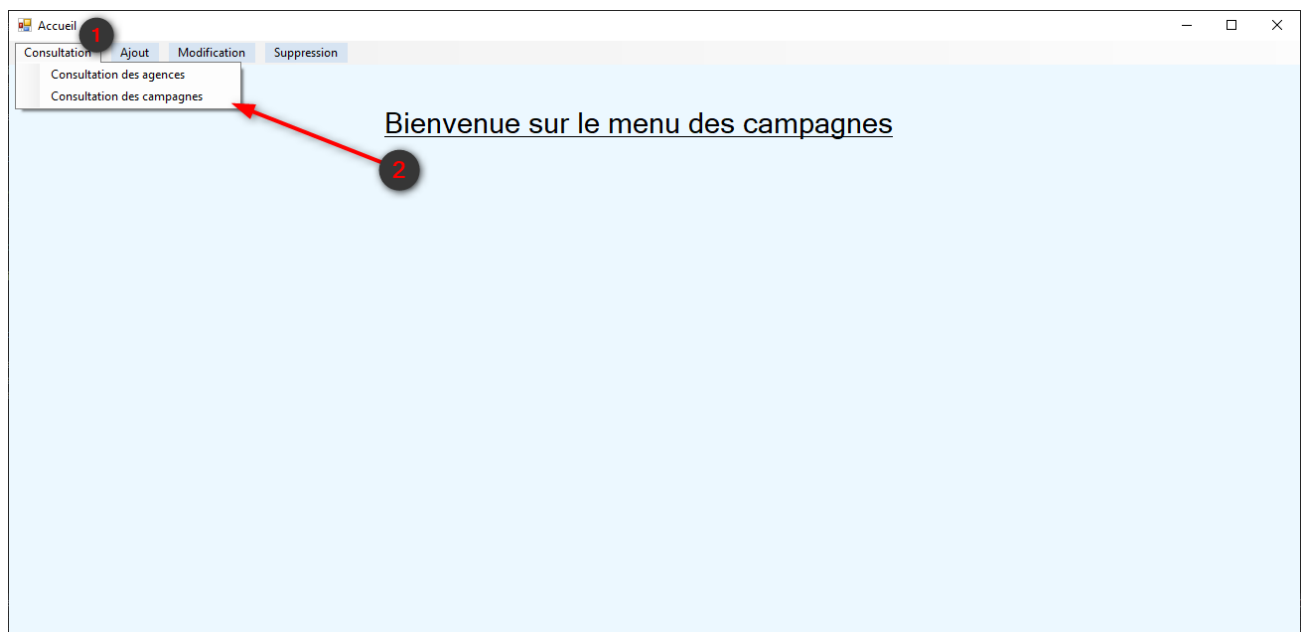 Accueil
1
Consultation Ajout Modification Suppression
Consultation des agences
Consultation des campagnes
Bienvenue sur le menu des campagnes
2